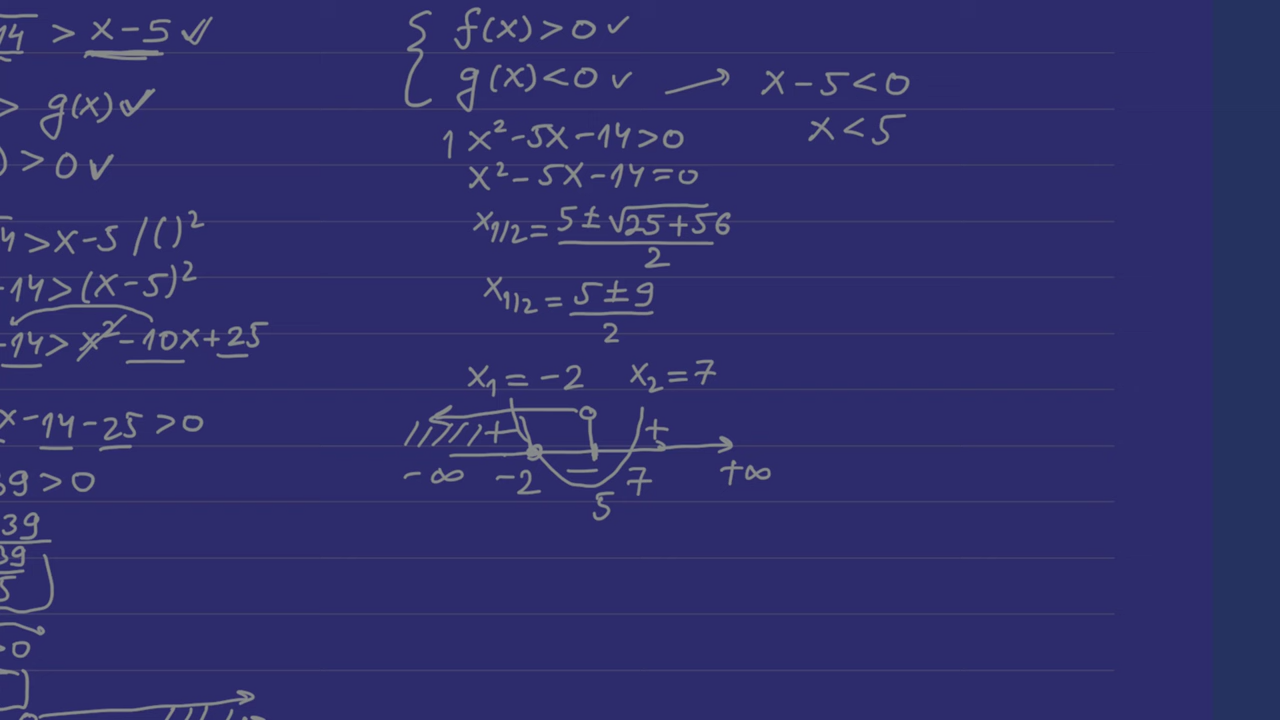 14 > x-5 ✓
> g(x) ✓
) > 0 ✓
4 > x-5 /()²
-14 > (x-5)²
-14 > x² -10x+25
x-14-25 > 0
39 > 0
39
39
5
0
{ f(x) > 0 ✓
g(x) < 0 ✓ → x-5<0
x<5
1 x²-5x-14>0
x²-5x-14=0
x1/2 = 5±√25+56
2
x1/2 = 5±9
2
x1 = -2 x2 = 7
+ +
-∞ -2 – 7 +∞
5